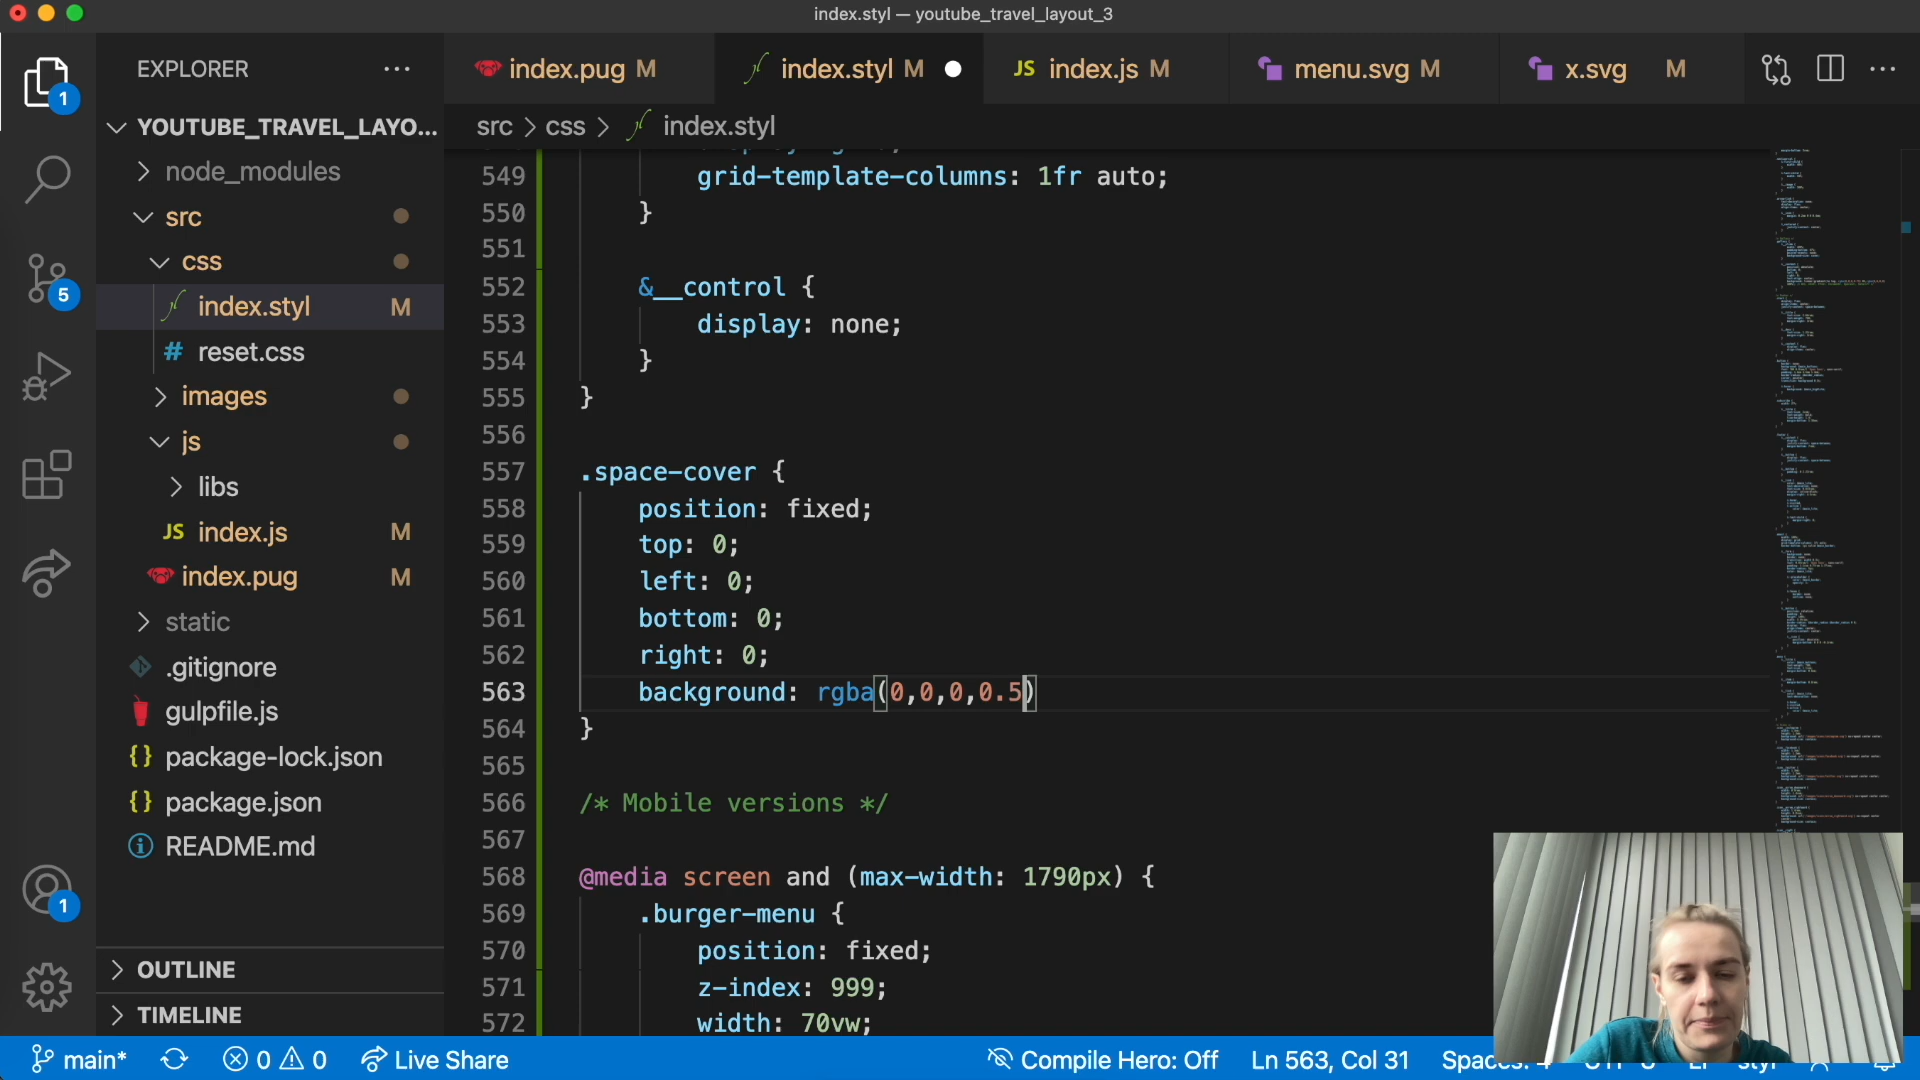 index.styl — youtube_travel_layout_3
EXPLORER
index.pug M
index.styl M
JS index.js M
menu.svg M
x.svg M
YOUTUBE_TRAVEL_LAYO...
src > css > index.styl
node_modules
src
css
index.styl M
# reset.css
images
js
libs
JS index.js M
index.pug M
static
.gitignore
gulpfile.js
{} package-lock.json
{} package.json
README.md
OUTLINE
TIMELINE
1
5
1
549 grid-template-columns: 1fr auto;
550 }
551
552 &__control {
553 display: none;
554 }
555 }
556
557 .space-cover {
558 position: fixed;
559 top: 0;
560 left: 0;
561 bottom: 0;
562 right: 0;
563 background: rgba(0,0,0,0.5)
564 }
565
566 /* Mobile versions */
567
568 @media screen and (max-width: 1790px) {
569 .burger-menu {
570 position: fixed;
571 z-index: 999;
572 width: 70vw;
main* 0 0 Live Share Compile Hero: Off Ln 563, Col 31